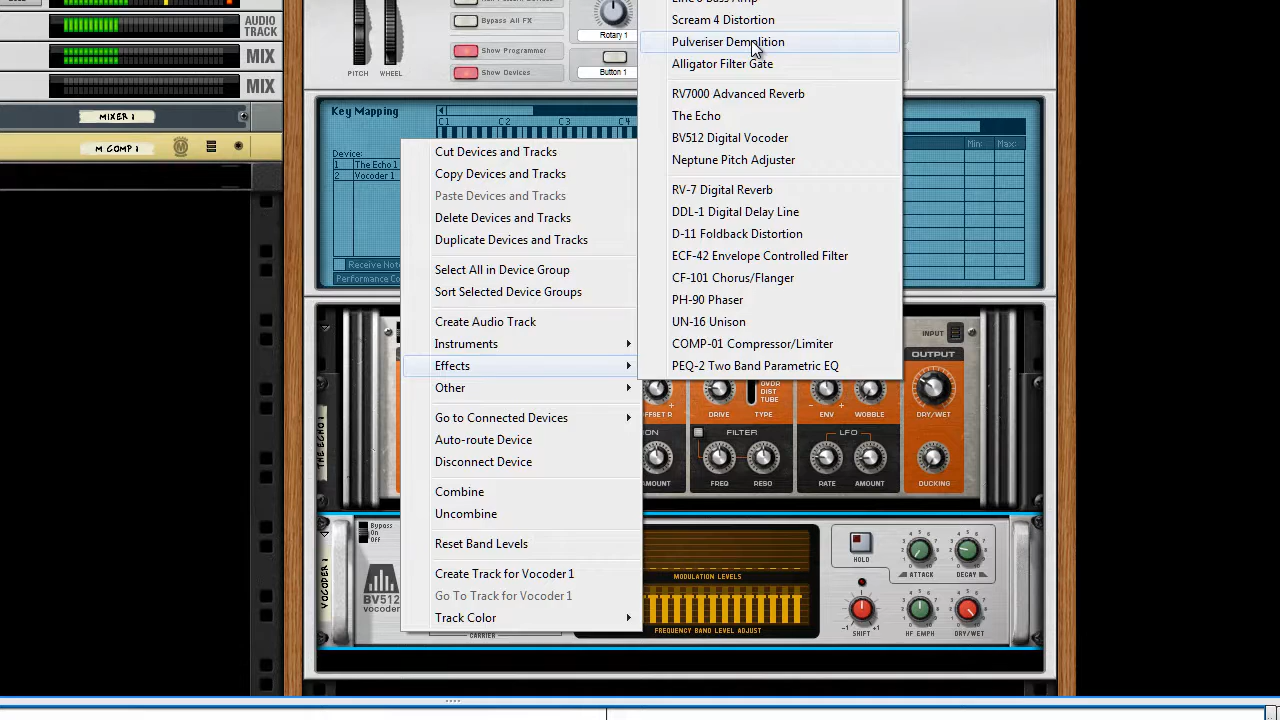 AUDIO
TRACK
MIX
MIX
MIXER 1
M COMP 1
PITCH
WHEEL
Bypass All FX
Show Programmer
Show Devices
Rotary 1
Button 1
Key Mapping
C1 C2 C3 C4
Device:
1 The Echo 1
2 Vocoder 1
Min: Max:
Receive Note
Performance Co
Cut Devices and Tracks
Copy Devices and Tracks
Paste Devices and Tracks
Delete Devices and Tracks
Duplicate Devices and Tracks
Select All in Device Group
Sort Selected Device Groups
Create Audio Track
Instruments
Effects
Other
Go to Connected Devices
Auto-route Device
Disconnect Device
Combine
Uncombine
Reset Band Levels
Create Track for Vocoder 1
Go To Track for Vocoder 1
Track Color
Scream 4 Distortion
Pulveriser Demolition
Alligator Filter Gate
RV7000 Advanced Reverb
The Echo
BV512 Digital Vocoder
Neptune Pitch Adjuster
RV-7 Digital Reverb
DDL-1 Digital Delay Line
D-11 Foldback Distortion
ECF-42 Envelope Controlled Filter
CF-101 Chorus/Flanger
PH-90 Phaser
UN-16 Unison
COMP-01 Compressor/Limiter
PEQ-2 Two Band Parametric EQ
INPUT
OUTPUT
OVDR
DIST
TUBE
OFFSET R
DRIVE
TYPE
ENV
WOBBLE
DRY/WET
ION
FILTER
LFO
AMOUNT
FREQ
RESO
RATE
AMOUNT
DUCKING
THE ECHO 1
VOCODER 1
Bypass
On
Off
BV512
vocoder
CARRIER
MODULATION LEVELS
FREQUENCY BAND LEVEL ADJUST
HOLD
ATTACK
DECAY
SHIFT
HF EMPH
DRY/WET